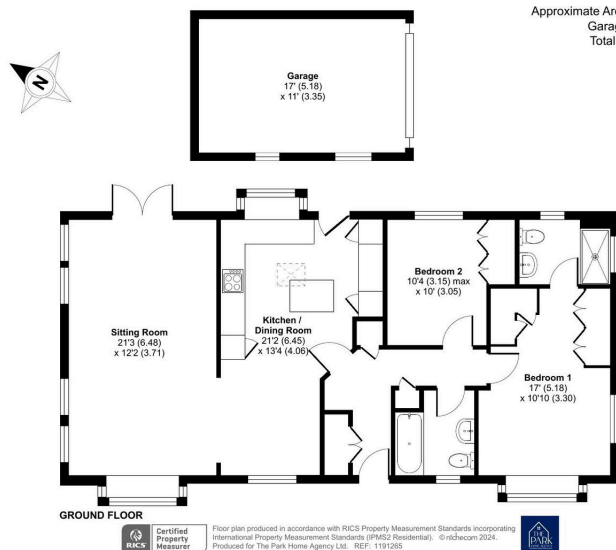 Approximate Are
Garag
Total
N
Garage
17' (5.18)
x 11' (3.35)
Sitting Room
21'3 (6.48)
x 12'2 (3.71)
Kitchen /
Dining Room
21'2 (6.45)
x 13'4 (4.06)
Bedroom 2
10'4 (3.15) max
x 10' (3.05)
Bedroom 1
17' (5.18)
x 10'10 (3.30)
GROUND FLOOR
RICS
Certified
Property
Measurer
Floor plan produced in accordance with RICS Property Measurement Standards incorporating
International Property Measurement Standards (IPMS2 Residential). © nichecom 2024.
Produced for The Park Home Agency Ltd. REF: 1191265
THE
PARK